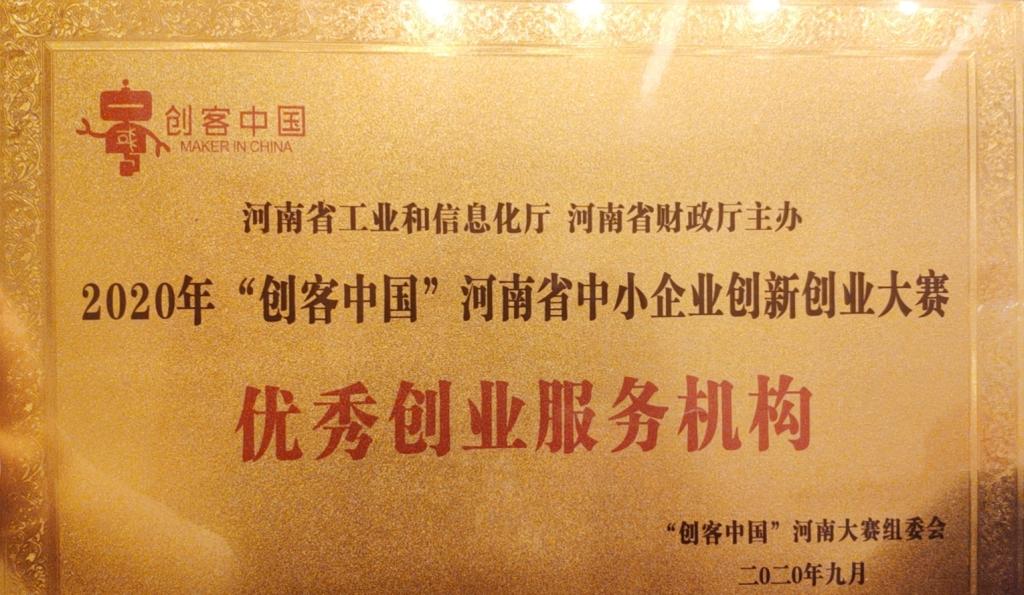 创客中国
MAKER IN CHINA
河南省工业和信息化厅 河南省财政厅主办
2020年“创客中国”河南省中小企业创新创业大赛
优秀创业服务机构
“创客中国”河南大赛组委会
二〇二〇年九月